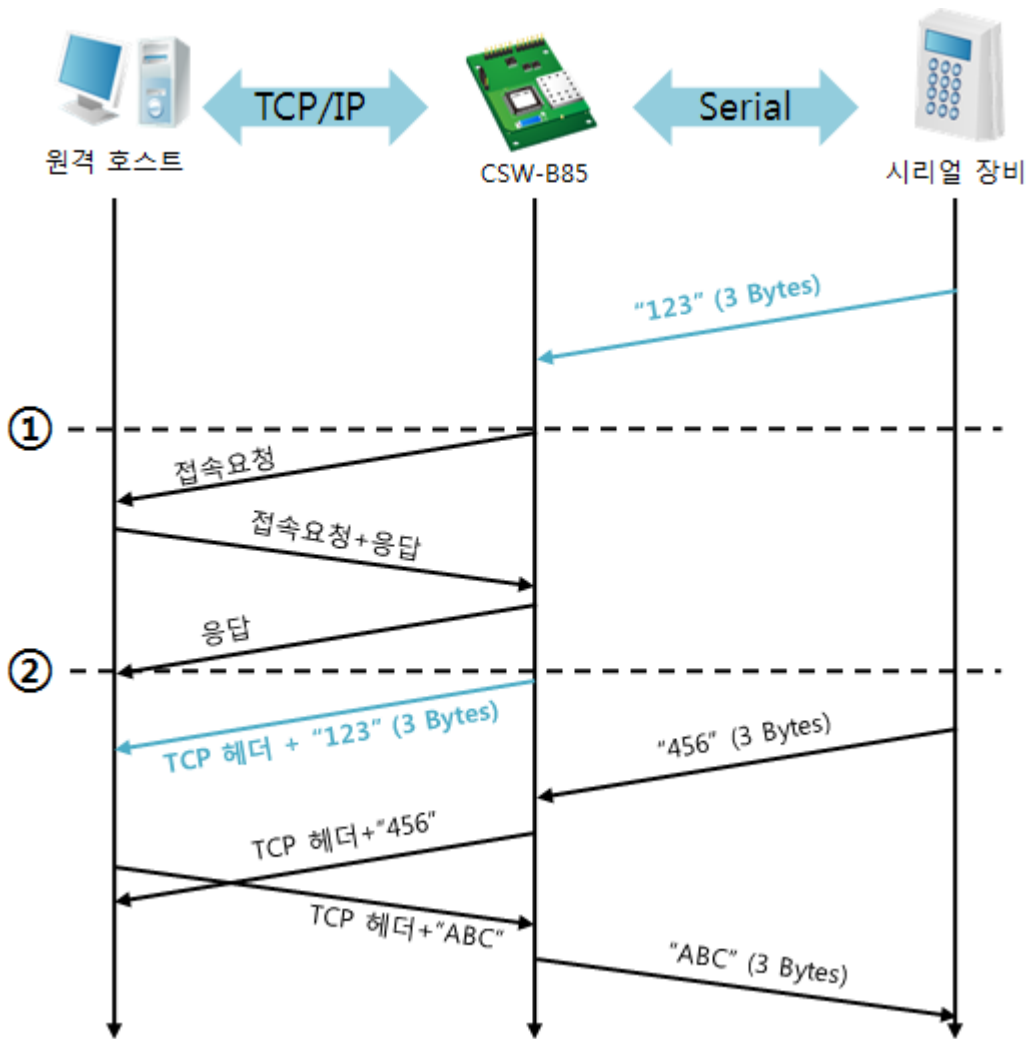 TCP/IP
Serial
원격 호스트
CSW-B85
시리얼 장비
“123” (3 Bytes)
①
접속요청
접속요청+응답
응답
②
TCP 헤더 + “123” (3 Bytes)
“456” (3 Bytes)
TCP 헤더+“456”
TCP 헤더+“ABC”
“ABC” (3 Bytes)